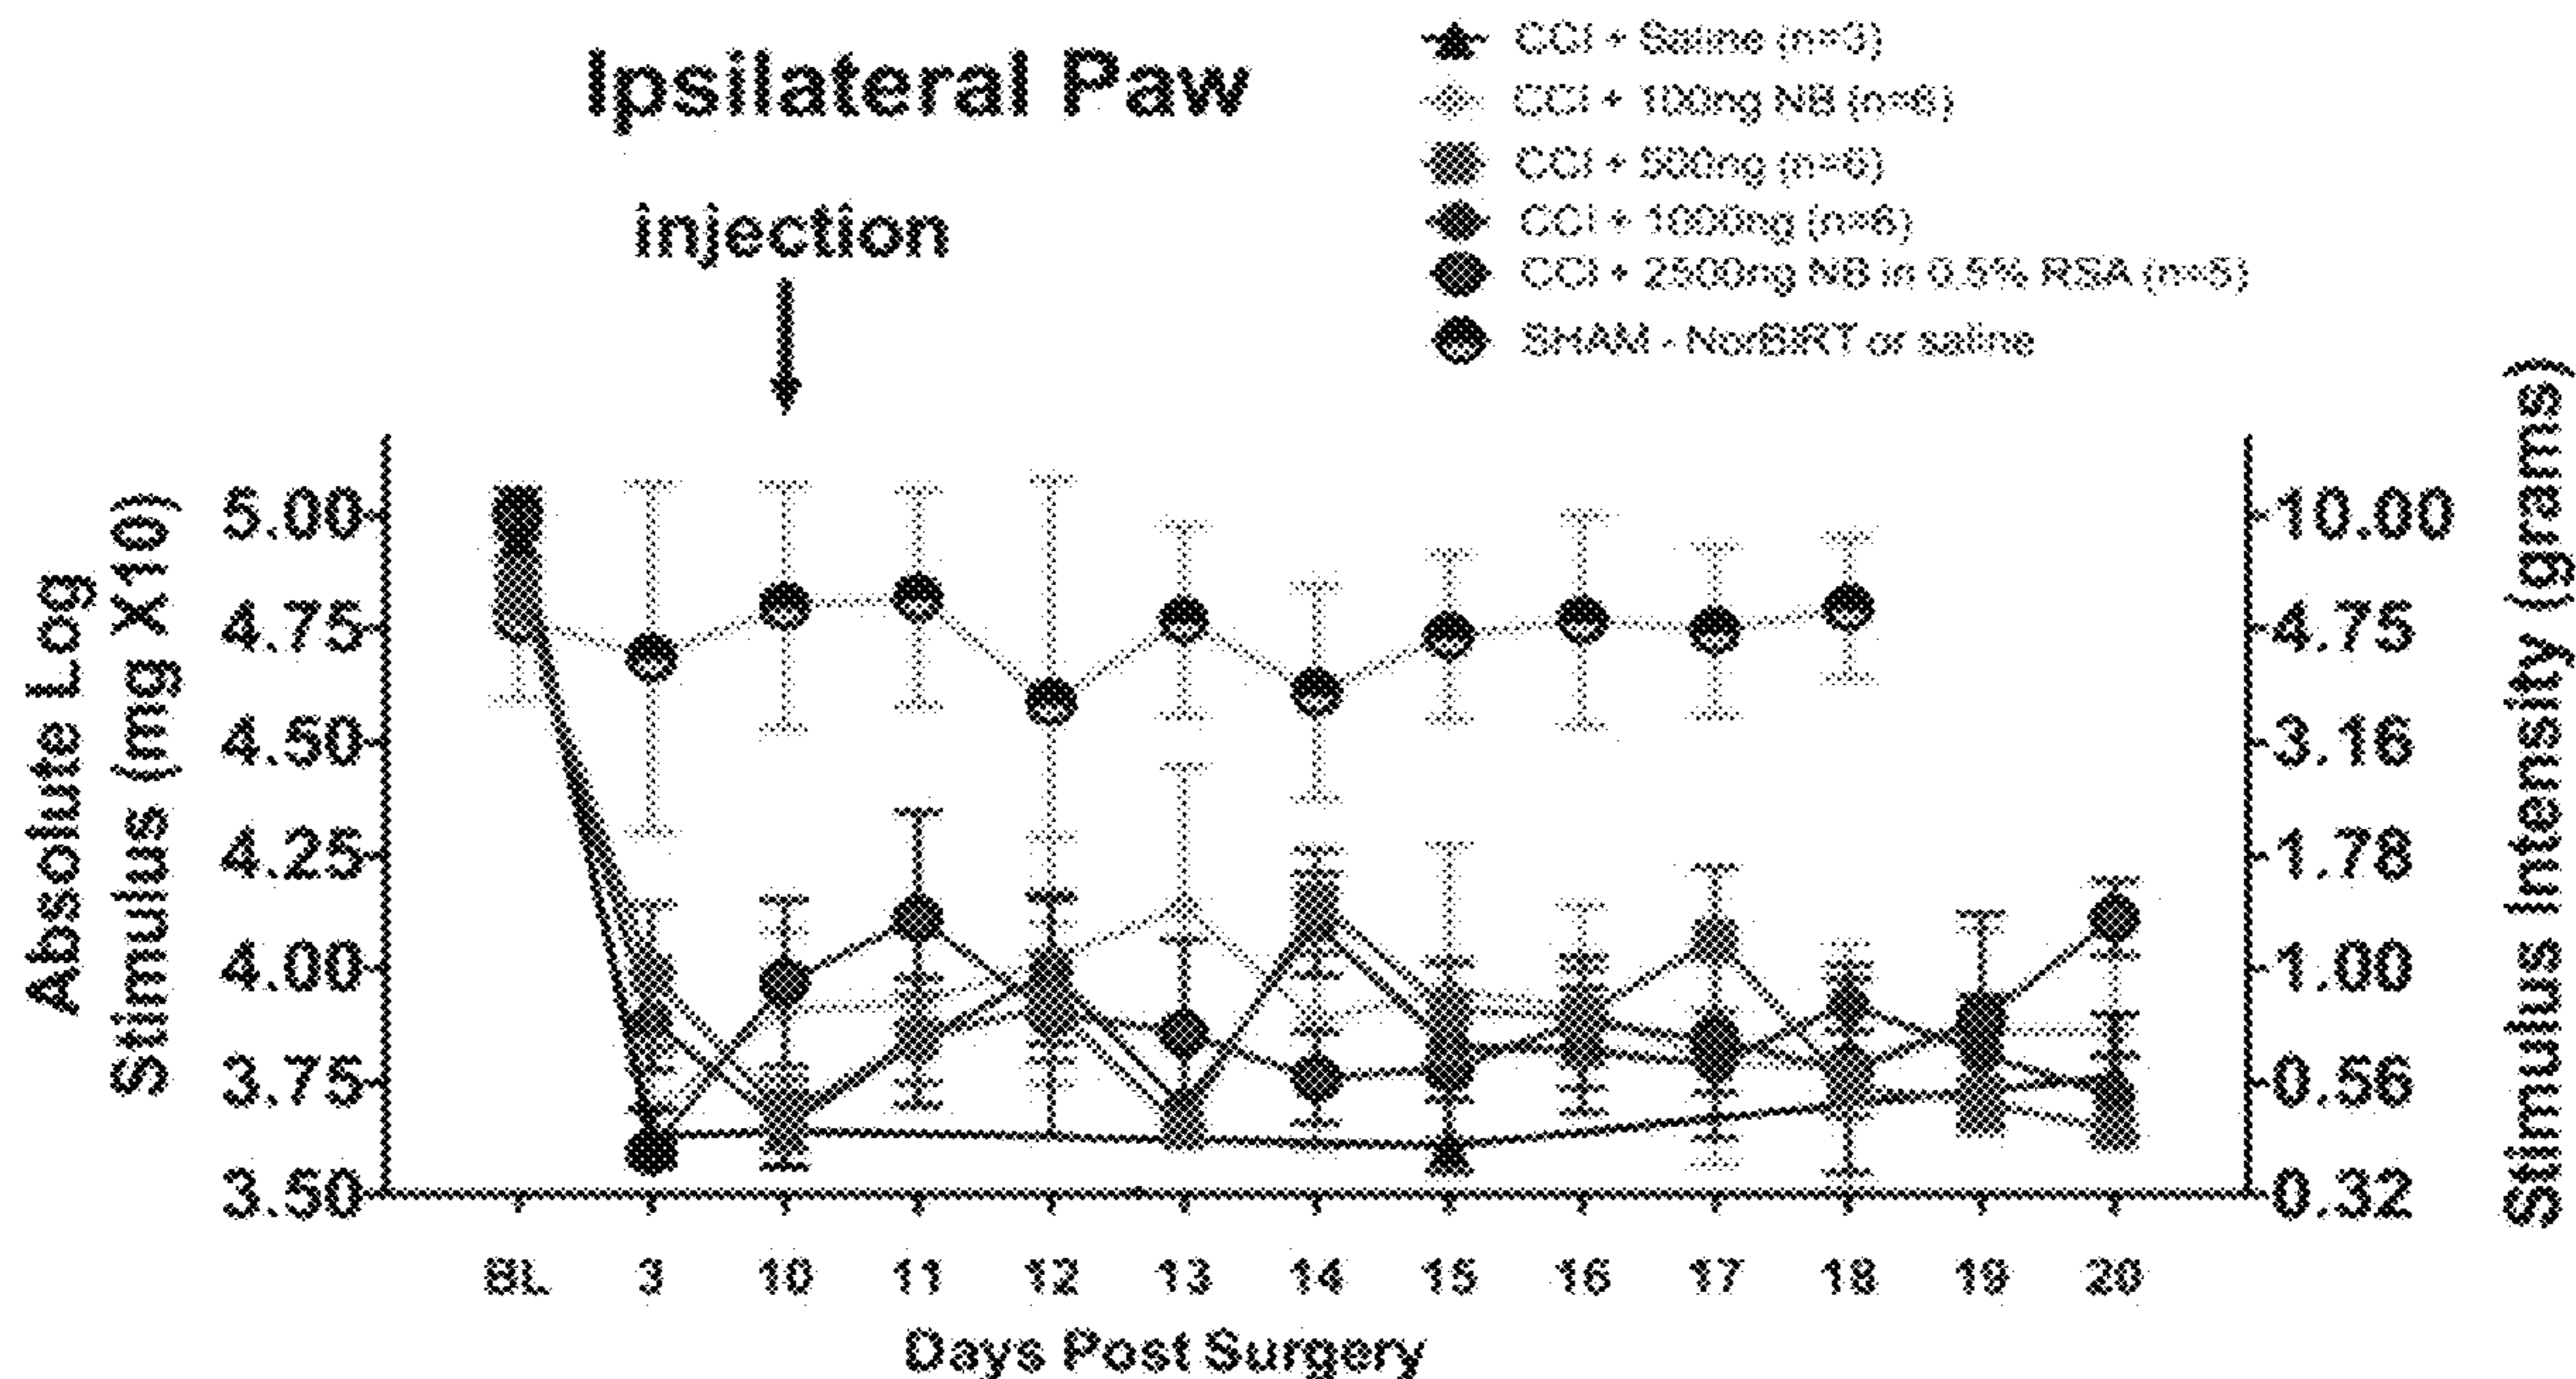 Ipsilateral Paw
injection
CCI + Saline (n=3)
CCI + 100ng NB (n=6)
CCI + 500ng (n=6)
CCI + 1000ng (n=6)
CCI + 2500ng NB in 0.5% RSA (n=5)
SHAM - NorBIRT or saline
Absolute Log
Stimulus (mg X10)
5.00
4.75
4.50
4.25
4.00
3.75
3.50
10.00
4.75
3.16
1.78
1.00
0.56
0.32
Stimulus Intensity (grams)
BL 3 10 11 12 13 14 15 16 17 18 19 20
Days Post Surgery